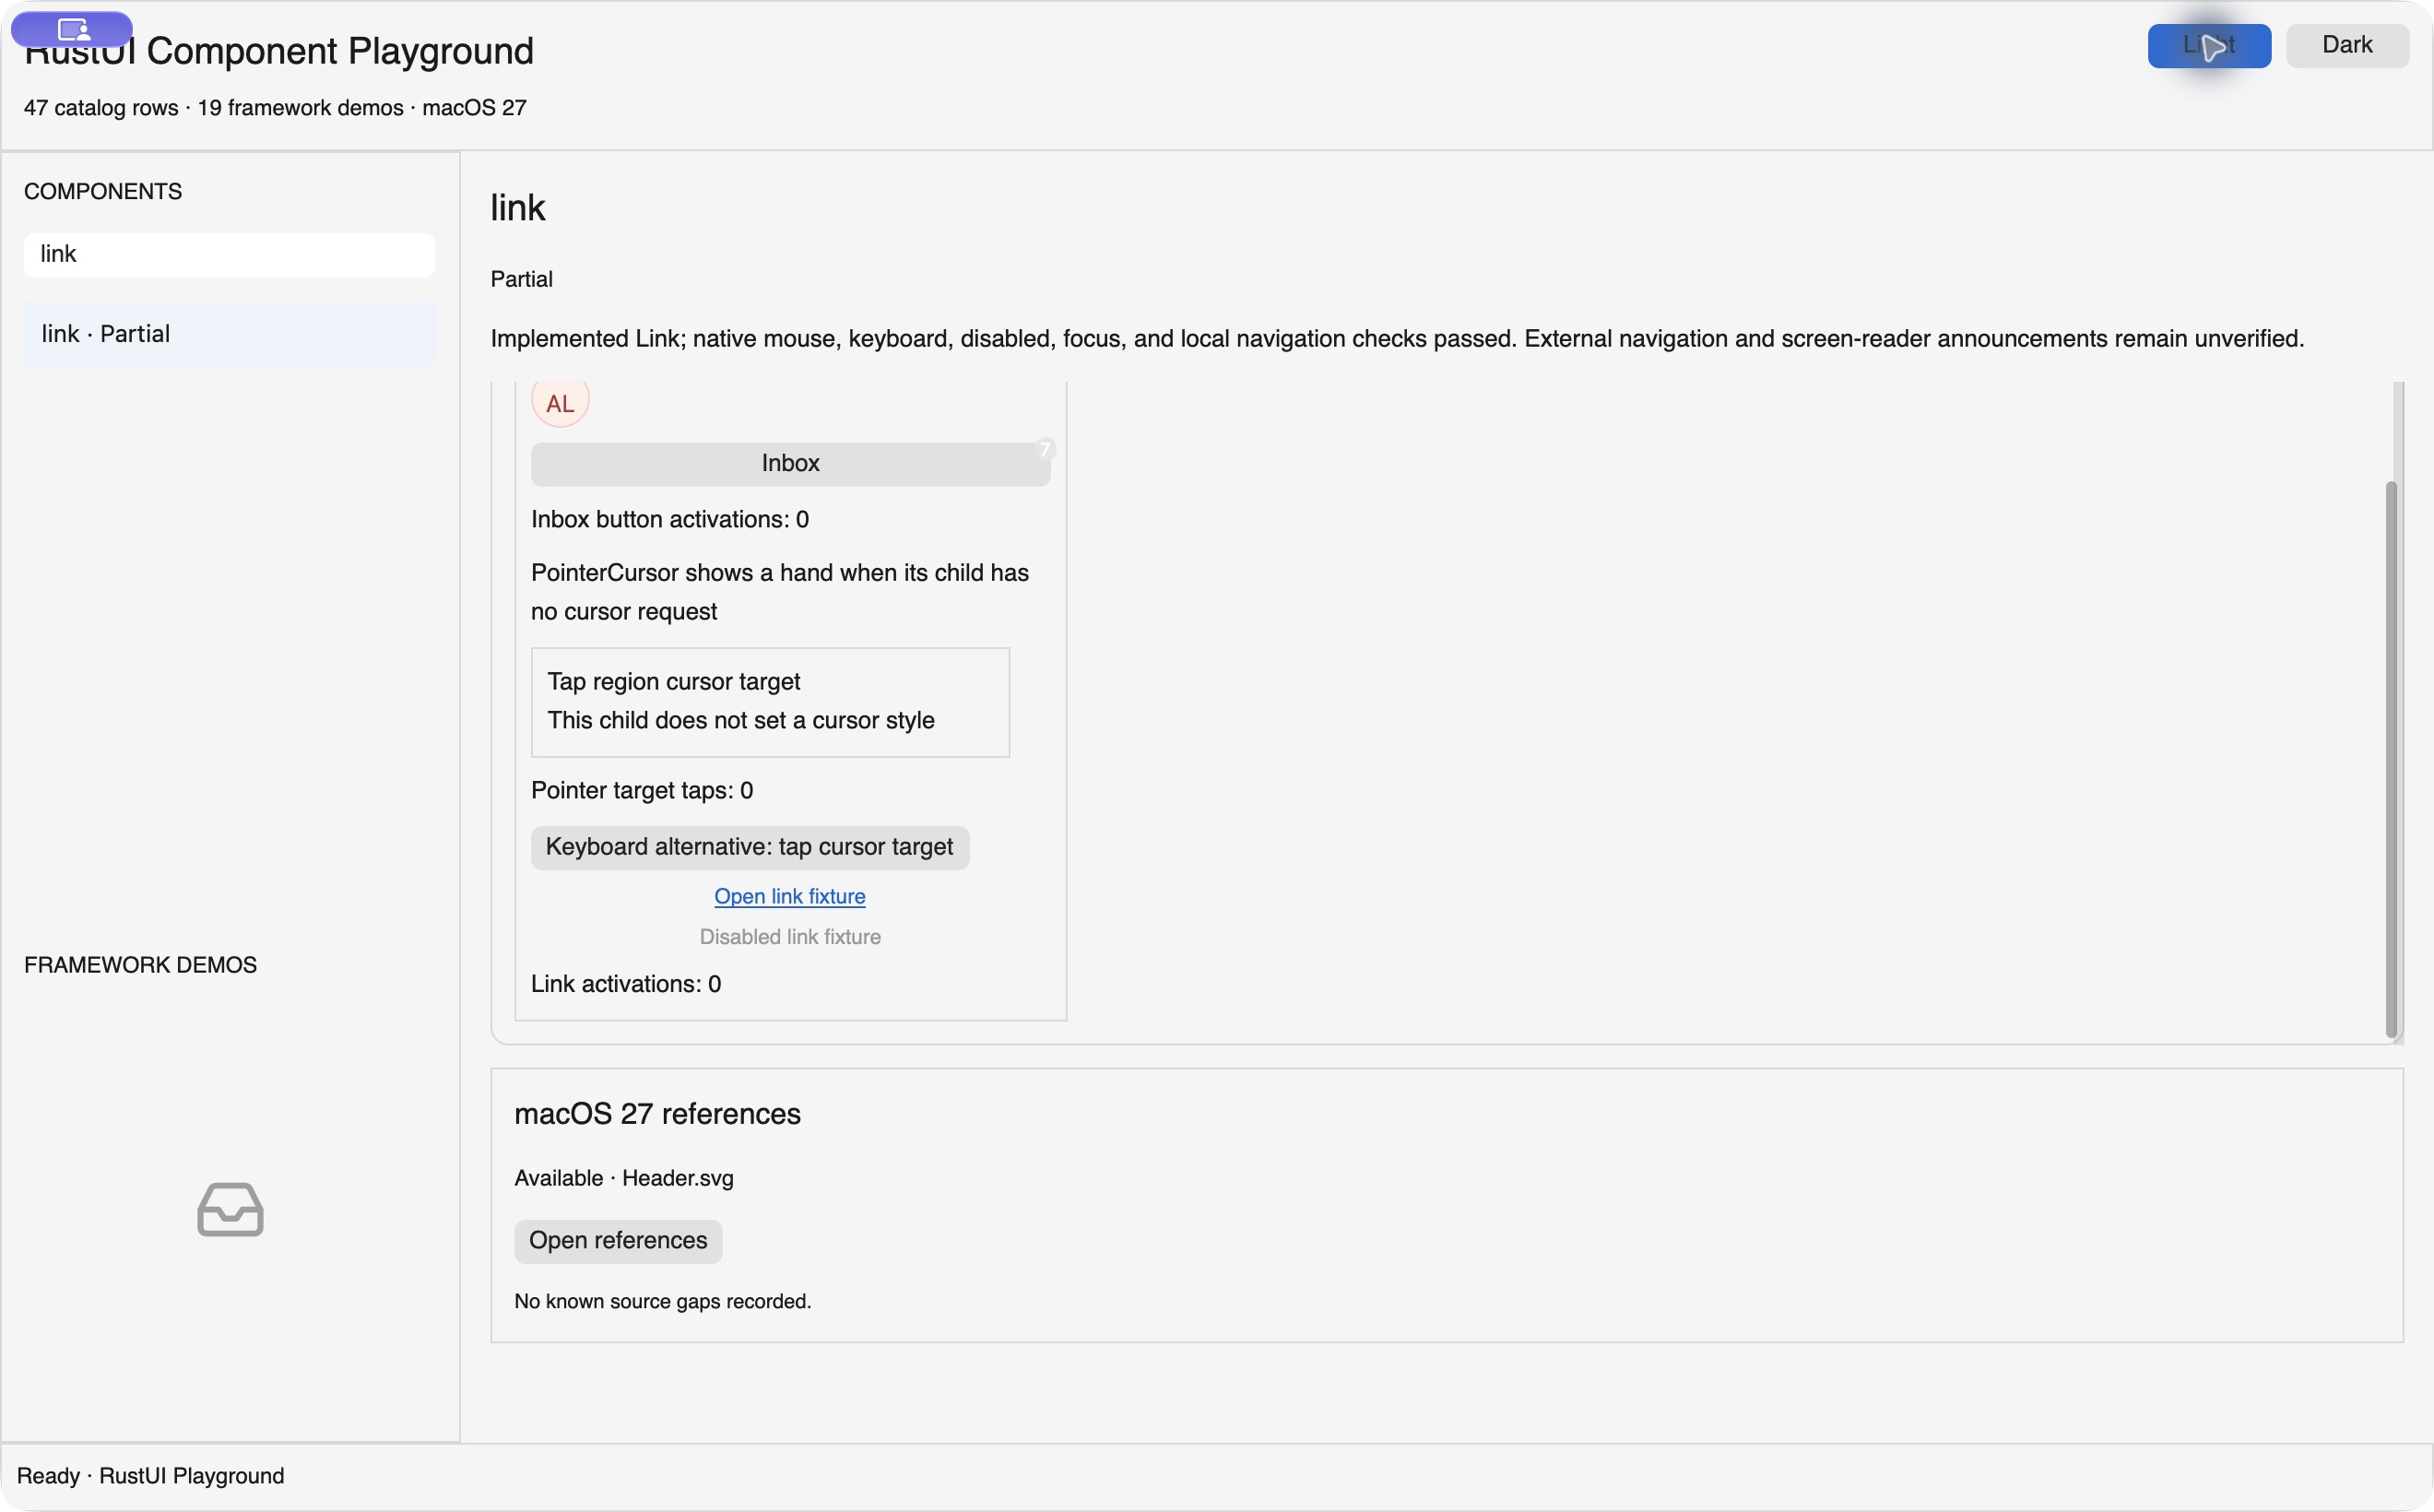 RustUI Component Playground
Light
Dark
47 catalog rows · 19 framework demos · macOS 27
COMPONENTS
link
link · Partial
FRAMEWORK DEMOS
link
Partial
Implemented Link; native mouse, keyboard, disabled, focus, and local navigation checks passed. External navigation and screen-reader announcements remain unverified.
AL
7
Inbox
Inbox button activations: 0
PointerCursor shows a hand when its child has
no cursor request
Tap region cursor target
This child does not set a cursor style
Pointer target taps: 0
Keyboard alternative: tap cursor target
Open link fixture
Disabled link fixture
Link activations: 0
macOS 27 references
Available · Header.svg
Open references
No known source gaps recorded.
Ready · RustUI Playground